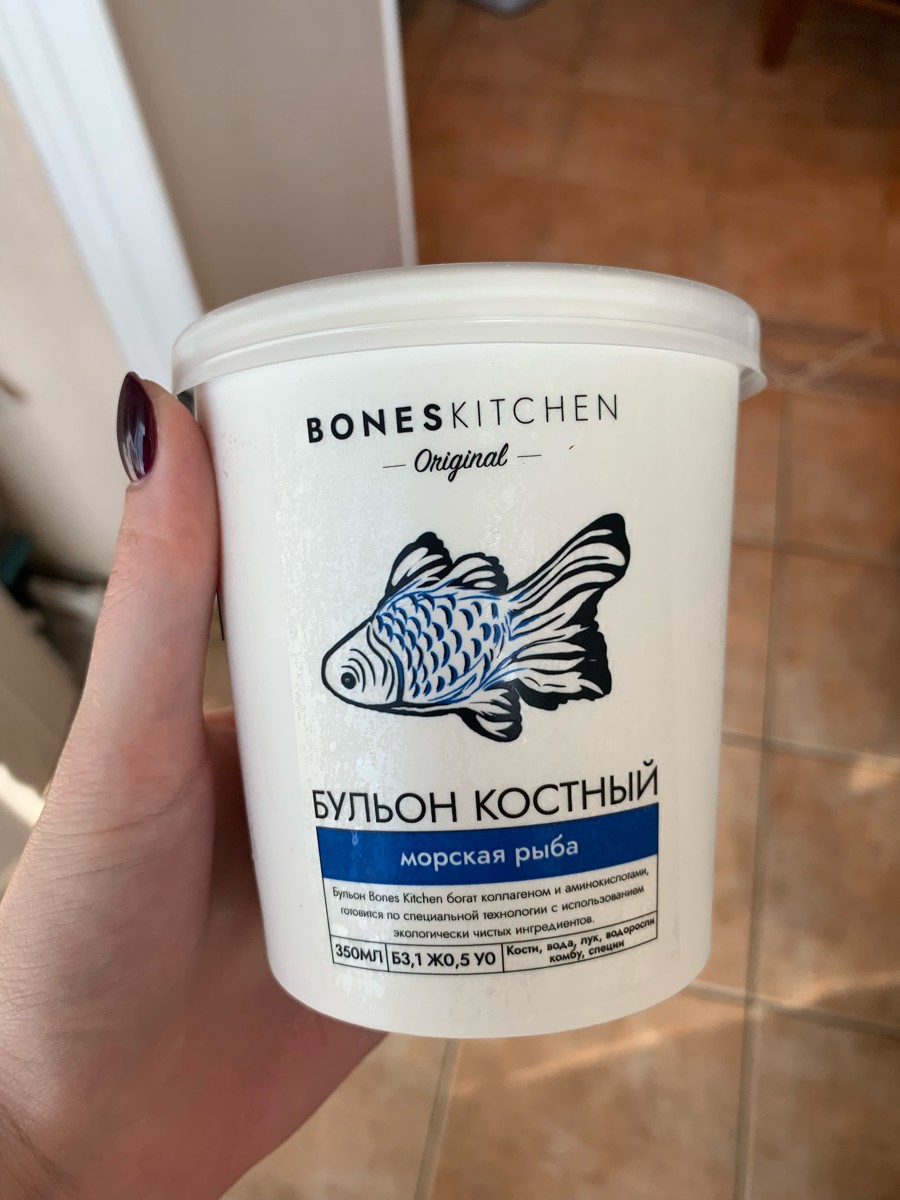 BONESKITCHEN
— Original —
БУЛЬОН КОСТНЫЙ
морская рыба
Бульон Bones Kitchen богат коллагеном и аминокислотами,
готовится по специальной технологии с использованием
экологически чистых ингредиентов.
350МЛ Б3,1 Ж0,5 У0 Кости, вода, лук, водоросли
комбу, специи